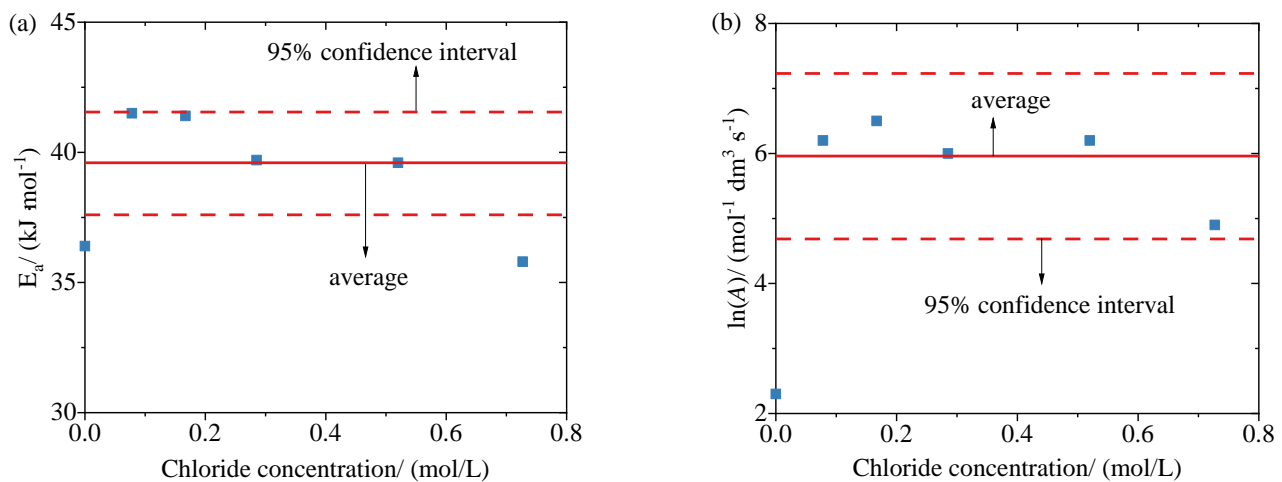 (a)
45
40
35
30
0.0 0.2 0.4 0.6 0.8
Eₐ/ (kJ·mol⁻¹)
Chloride concentration/ (mol/L)
95% confidence interval
average
(b)
8
6
4
2
0.0 0.2 0.4 0.6 0.8
ln(A)/ (mol⁻¹ dm³ s⁻¹)
Chloride concentration/ (mol/L)
average
95% confidence interval